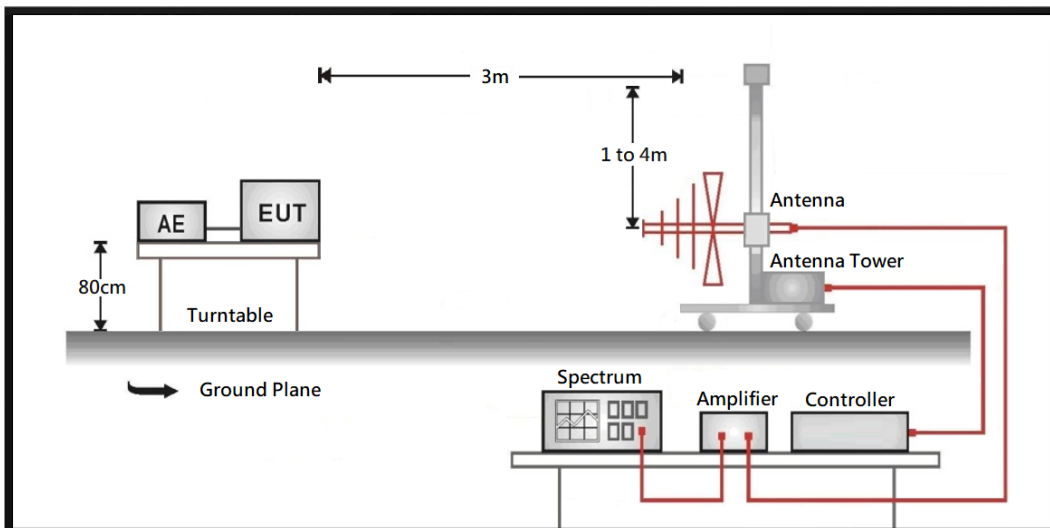 3m
1 to 4m
Antenna
AE
EUT
Antenna Tower
80cm
Turntable
Ground Plane
Spectrum
Amplifier
Controller